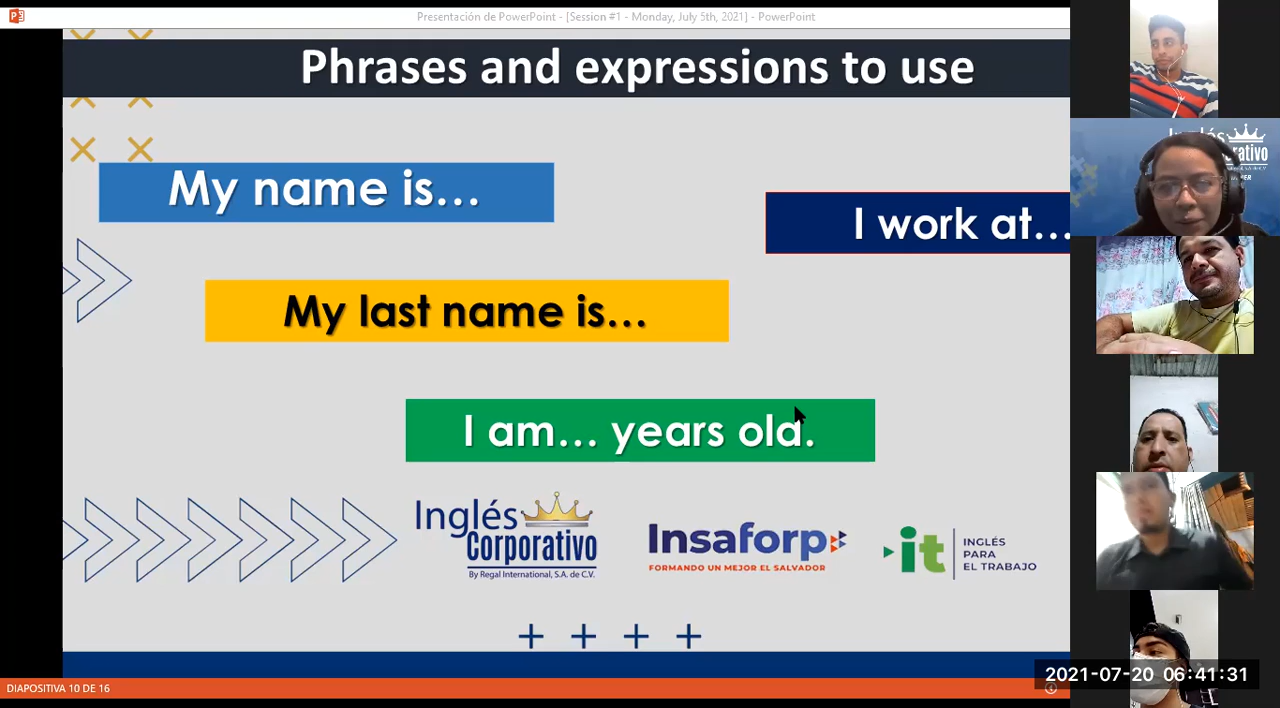 Presentación de PowerPoint - [Session #1 - Monday, July 5th, 2021] - PowerPoint
Phrases and expressions to use
My name is...
I work at...
My last name is...
I am... years old.
Inglés
Corporativo
By Regal International, S.A. de C.V.
Insaforp
FORMANDO UN MEJOR EL SALVADOR
it
INGLÉS
PARA
EL TRABAJO
DIAPOSITIVA 10 DE 16
2021-07-20 06:41:31